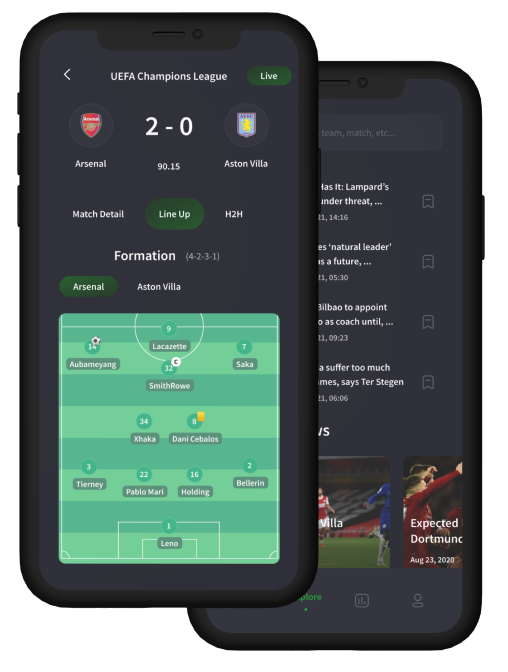 UEFA Champions League
Live
2 - 0
Arsenal
90.15
Aston Villa
Match Detail
Line Up
H2H
Formation (4-2-3-1)
Arsenal
Aston Villa
9
Lacazette
14
Aubameyang
7
Saka
C
32
SmithRowe
34
Xhaka
8
Dani Cebalos
3
Tierney
22
Pablo Mari
16
Holding
2
Bellerin
1
Leno
team, match, etc...
Has It: Lampard's
under threat, ...
21, 14:16
es 'natural leader'
as a future, ...
21, 05:30
Bilbao to appoint
o as coach until, ...
21, 09:23
a suffer too much
ames, says Ter Stegen
21, 06:06
WS
Villa
Expected
Dortmund
Aug 23, 2020
plore